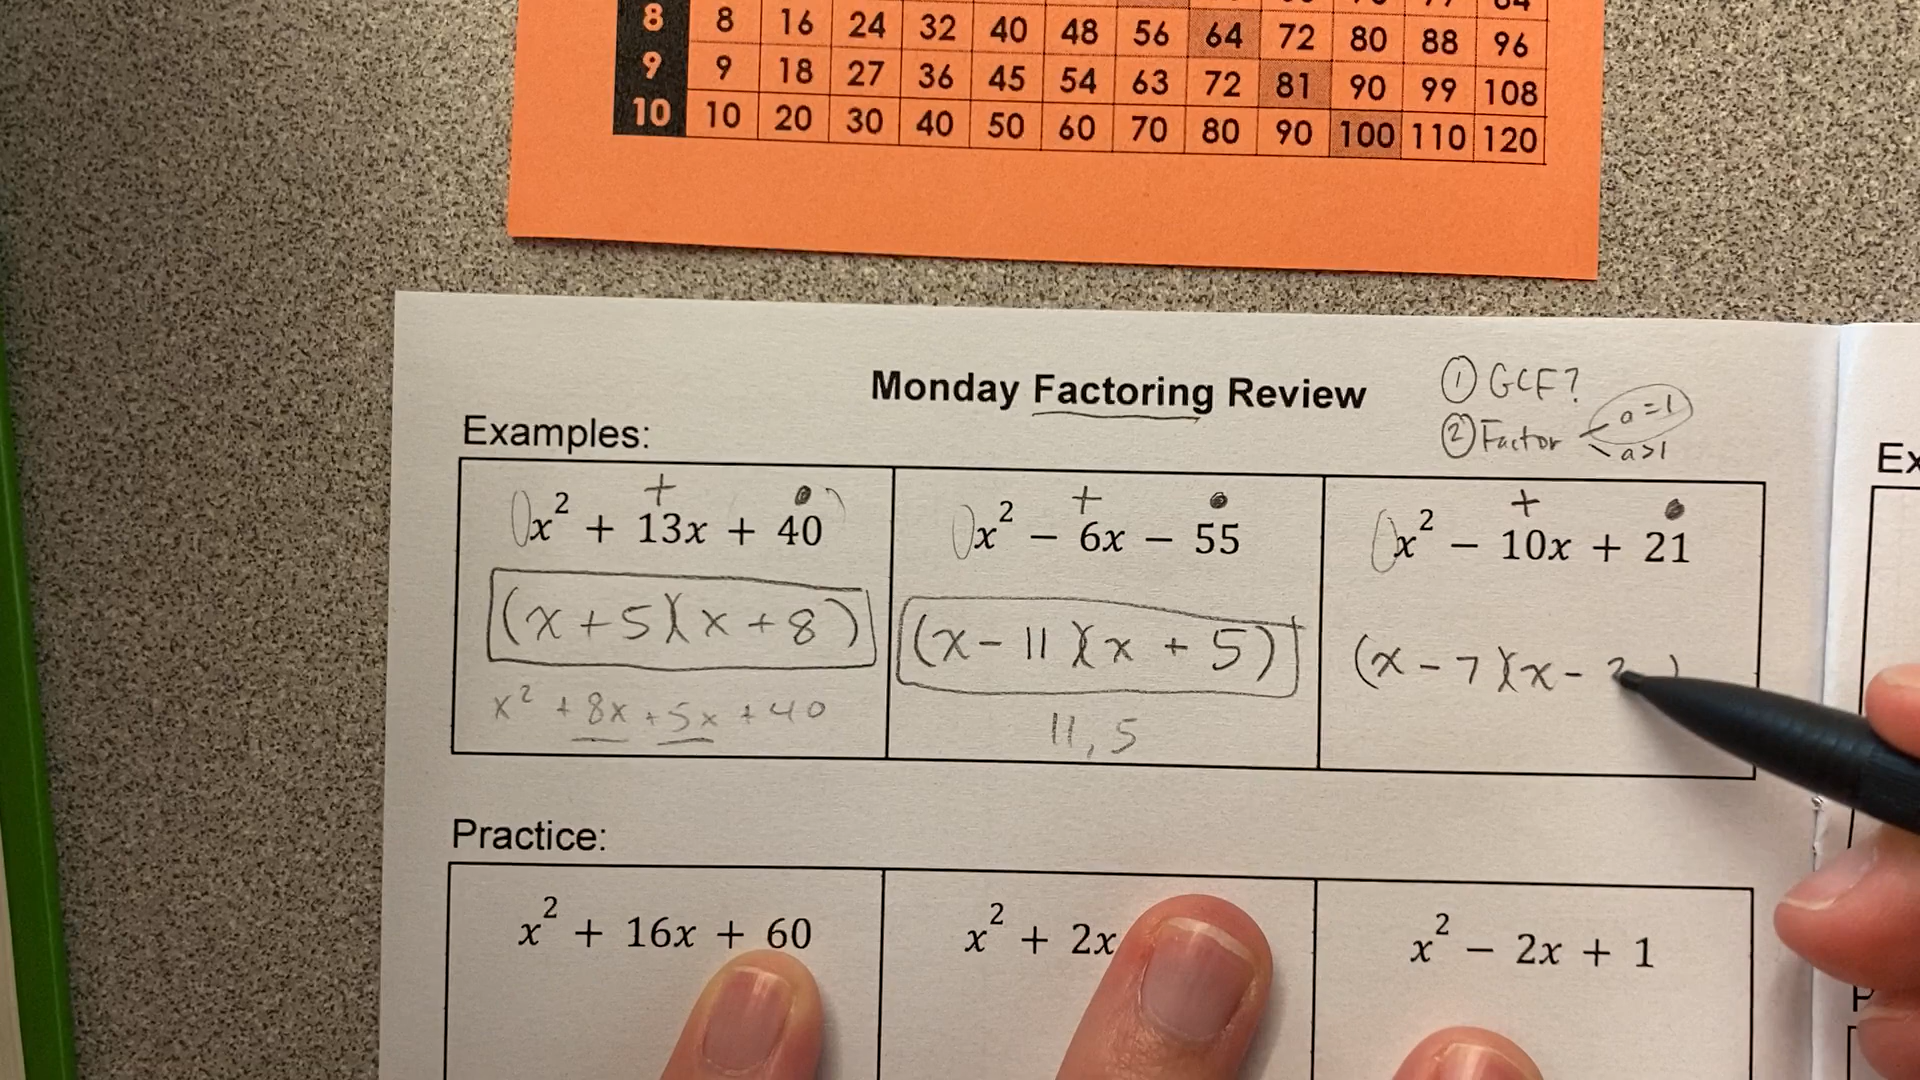 8 8 16 24 32 40 48 56 64 72 80 88 96
9 9 18 27 36 45 54 63 72 81 90 99 108
10 10 20 30 40 50 60 70 80 90 100 110 120
Monday Factoring Review
① GCF?
② Factor a=1
a>1
Examples:
+ •
x² + 13x + 40
(x+5)(x+8)
x² + 8x + 5x + 40
+ •
x² − 6x − 55
(x-11)(x+5)
11, 5
+ •
x² − 10x + 21
(x-7)(x- )
Practice:
x² + 16x + 60
x² + 2x
x² − 2x + 1
Ex